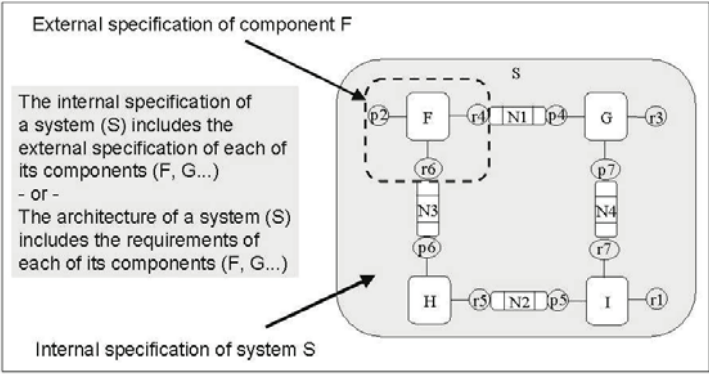 External specification of component F
The internal specification of
a system (S) includes the
external specification of each of
its components (F, G...)
- or -
The architecture of a system (S)
includes the requirements of
each of its components (F, G...)
Internal specification of system S
S
p2 F r4 N1 p4 G r3
r6 p7
N3 N4
p6 r7
H r5 N2 p5 I r1